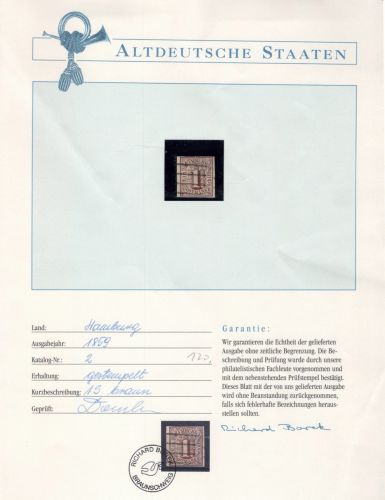 ALTDEUTSCHE STAATEN
Land: Hamburg
Ausgabejahr: 1859
Katalog-Nr.: 2 120,
Erhaltung: gestempelt
Kurzbeschreibung: 1S braun
Geprüft:
Garantie:
Wir garantieren die Echtheit der gelieferten
Ausgabe ohne zeitliche Begrenzung. Die Be-
schreibung und Prüfung wurde durch unsere
philatelistischen Fachleute vorgenommen und
mit dem nebenstehenden Prüfstempel bestätigt.
Dieses Blatt mit der von uns gelieferten Ausgabe
wird ohne Beanstandung zurückgenommen,
falls sich fehlerhafte Bezeichnungen heraus-
stellen sollten.
Richard Borek
RICHARD BOREK
BRAUNSCHWEIG